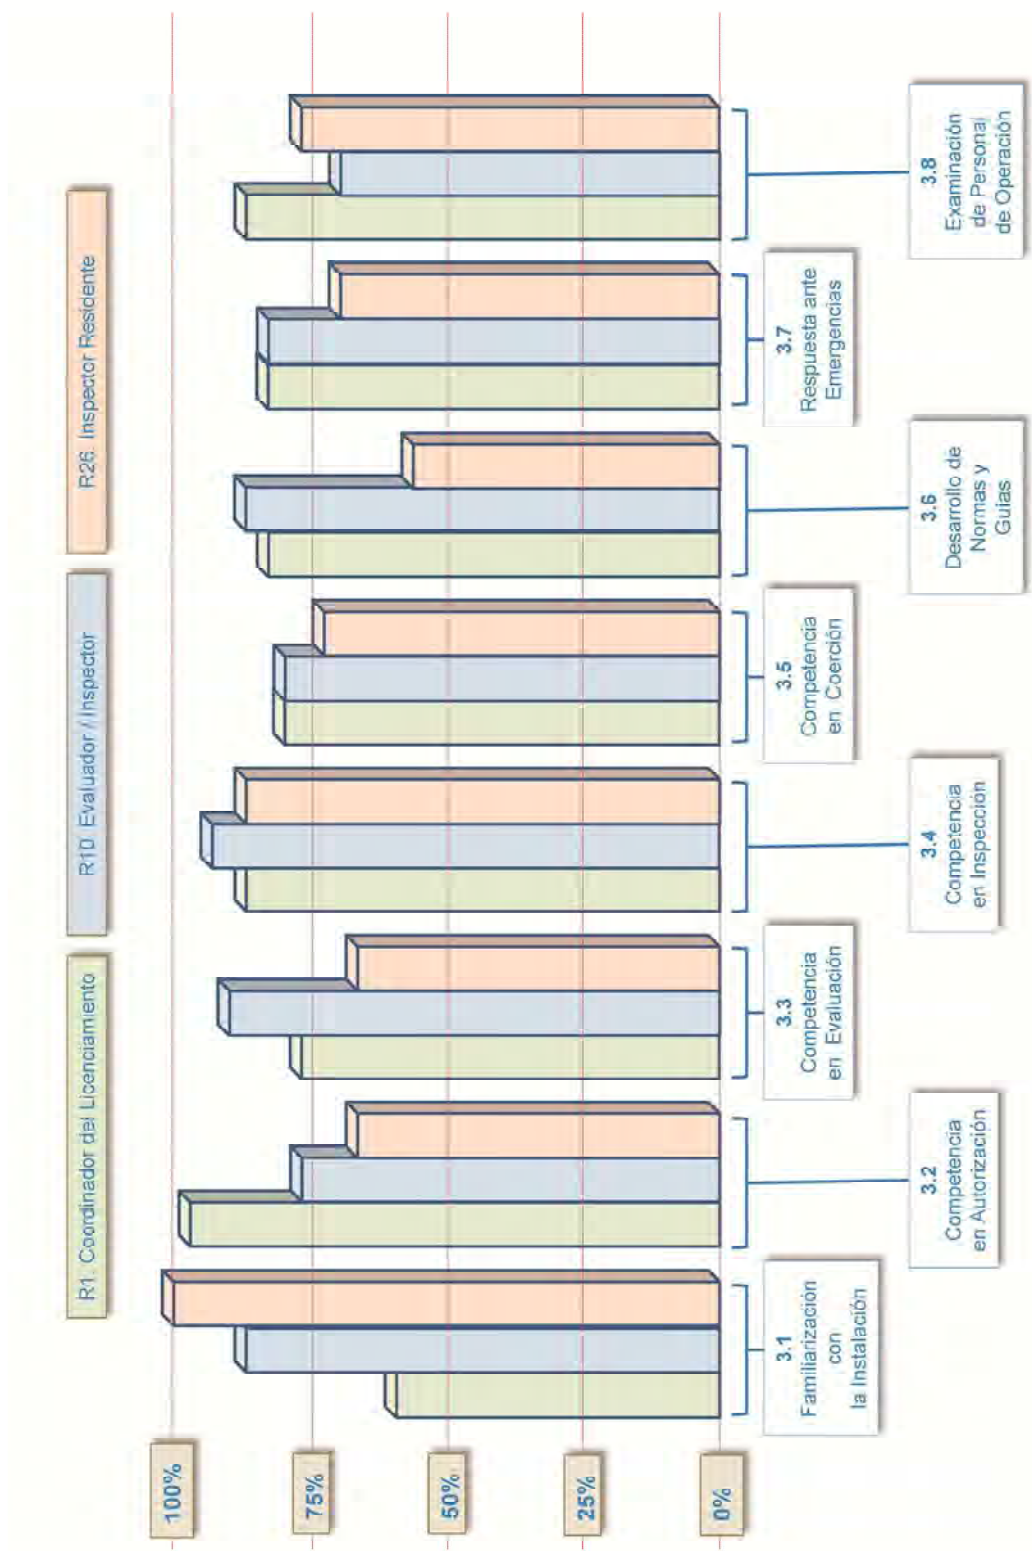 R1. Coordinador del Licenciamiento
R10. Evaluador / Inspector
R26. Inspector Residente
100%
75%
50%
25%
0%
3.1
Familiarización
con
la Instalación
3.2
Competencia
en Autorización
3.3
Competencia
en Evaluación
3.4
Competencia
en Inspección
3.5
Competencia
en Coerción
3.6
Desarrollo de
Normas y
Guias
3.7
Respuesta ante
Emergencias
3.8
Examinación
de Personal
de Operación